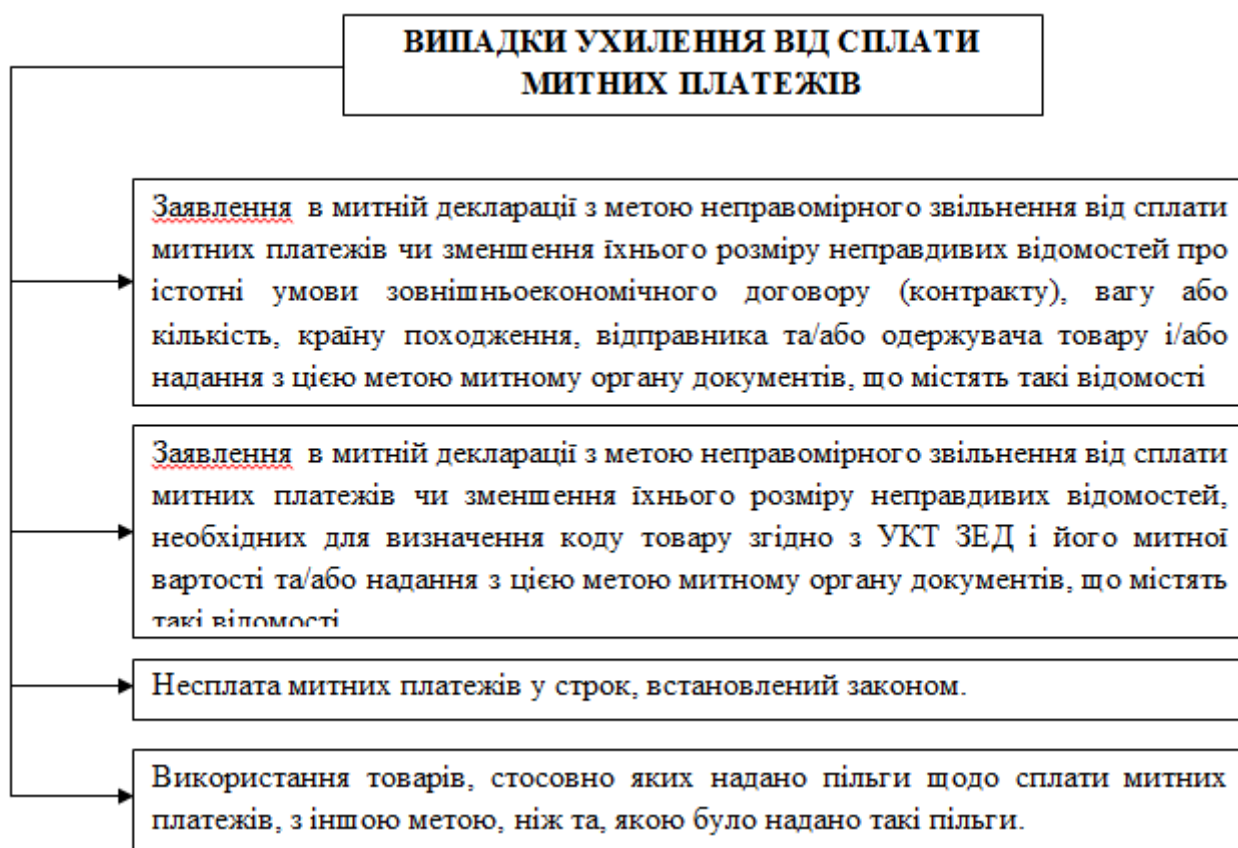 ВИПАДКИ УХИЛЕННЯ ВІД СПЛАТИ
МИТНИХ ПЛАТЕЖІВ
Заявлення в митній декларації з метою неправомірного звільнення від сплати
митних платежів чи зменшення їхнього розміру неправдивих відомостей про
істотні умови зовнішньоекономічного договору (контракту), вагу або
кількість, країну походження, відправника та/або одержувача товару і/або
надання з цією метою митному органу документів, що містять такі відомості
Заявлення в митній декларації з метою неправомірного звільнення від сплати
митних платежів чи зменшення їхнього розміру неправдивих відомостей,
необхідних для визначення коду товару згідно з УКТ ЗЕД і його митної
вартості та/або надання з цією метою митному органу документів, що містять
такі відомості
Несплата митних платежів у строк, встановлений законом.
Використання товарів, стосовно яких надано пільги щодо сплати митних
платежів, з іншою метою, ніж та, якою було надано такі пільги.